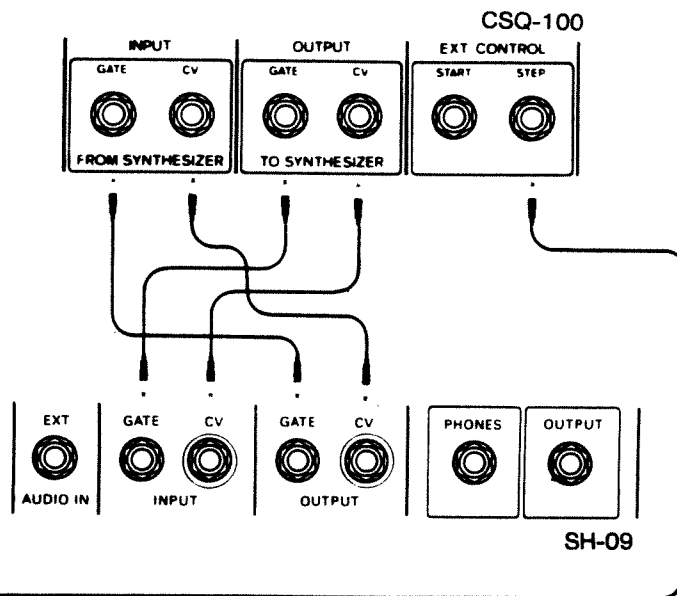 CSQ-100
INPUT OUTPUT EXT CONTROL
GATE CV GATE CV START STEP
FROM SYNTHESIZER TO SYNTHESIZER
EXT GATE CV GATE CV PHONES OUTPUT
AUDIO IN INPUT OUTPUT
SH-09